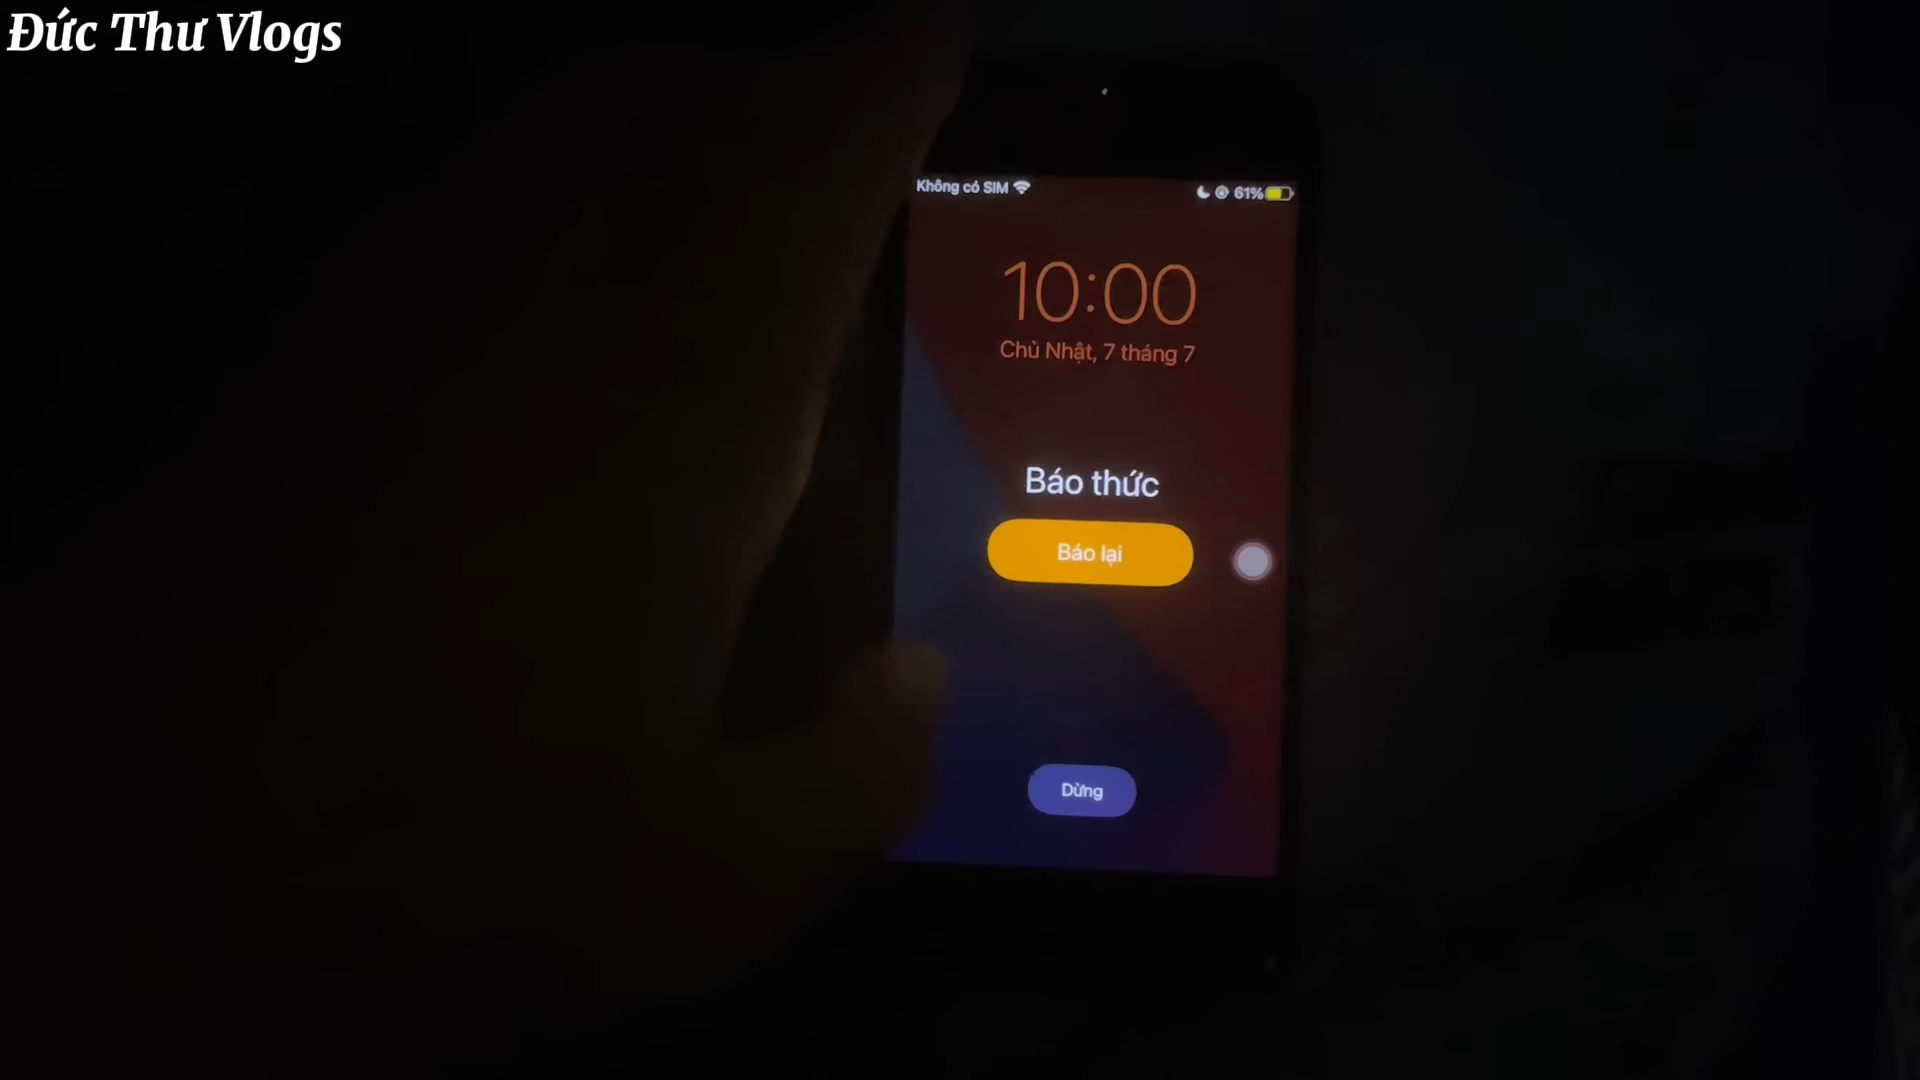 Đức Thư Vlogs
Không có SIM 61%
10:00
Chủ Nhật, 7 tháng 7
Báo thức
Báo lại
Dừng